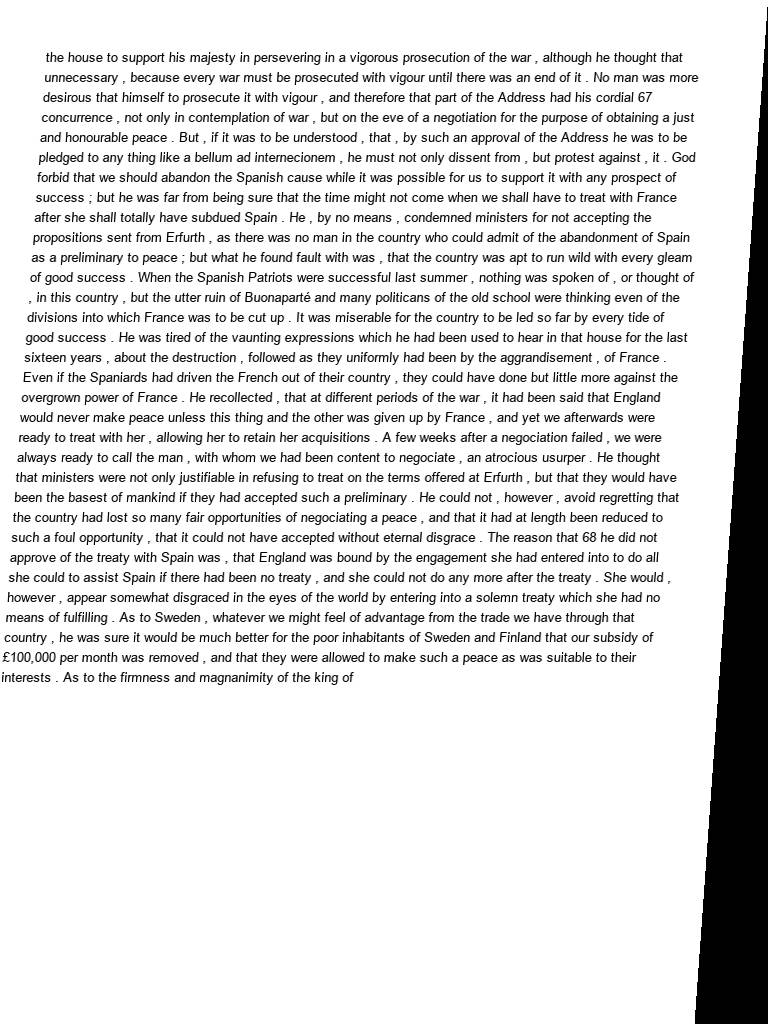 the house to support his majesty in persevering in a vigorous prosecution of the war , although he thought that
unnecessary , because every war must be prosecuted with vigour until there was an end of it . No man was more
desirous that himself to prosecute it with vigour , and therefore that part of the Address had his cordial 67
concurrence , not only in contemplation of war , but on the eve of a negotiation for the purpose of obtaining a just
and honourable peace . But , if it was to be understood , that , by such an approval of the Address he was to be
pledged to any thing like a bellum ad internecionem , he must not only dissent from , but protest against , it . God
forbid that we should abandon the Spanish cause while it was possible for us to support it with any prospect of
success ; but he was far from being sure that the time might not come when we shall have to treat with France
after she shall totally have subdued Spain . He , by no means , condemned ministers for not accepting the
propositions sent from Erfurth , as there was no man in the country who could admit of the abandonment of Spain
as a preliminary to peace ; but what he found fault with was , that the country was apt to run wild with every gleam
of good success . When the Spanish Patriots were successful last summer , nothing was spoken of , or thought of
, in this country , but the utter ruin of Buonaparté and many politicans of the old school were thinking even of the
divisions into which France was to be cut up . It was miserable for the country to be led so far by every tide of
good success . He was tired of the vaunting expressions which he had been used to hear in that house for the last
sixteen years , about the destruction , followed as they uniformly had been by the aggrandisement , of France .
Even if the Spaniards had driven the French out of their country , they could have done but little more against the
overgrown power of France . He recollected , that at different periods of the war , it had been said that England
would never make peace unless this thing and the other was given up by France , and yet we afterwards were
ready to treat with her , allowing her to retain her acquisitions . A few weeks after a negociation failed , we were
always ready to call the man , with whom we had been content to negociate , an atrocious usurper . He thought
that ministers were not only justifiable in refusing to treat on the terms offered at Erfurth , but that they would have
been the basest of mankind if they had accepted such a preliminary . He could not , however , avoid regretting that
the country had lost so many fair opportunities of negociating a peace , and that it had at length been reduced to
such a foul opportunity , that it could not have accepted without eternal disgrace . The reason that 68 he did not
approve of the treaty with Spain was , that England was bound by the engagement she had entered into to do all
she could to assist Spain if there had been no treaty , and she could not do any more after the treaty . She would ,
however , appear somewhat disgraced in the eyes of the world by entering into a solemn treaty which she had no
means of fulfilling . As to Sweden , whatever we might feel of advantage from the trade we have through that
country , he was sure it would be much better for the poor inhabitants of Sweden and Finland that our subsidy of
£100,000 per month was removed , and that they were allowed to make such a peace as was suitable to their
interests . As to the firmness and magnanimity of the king of